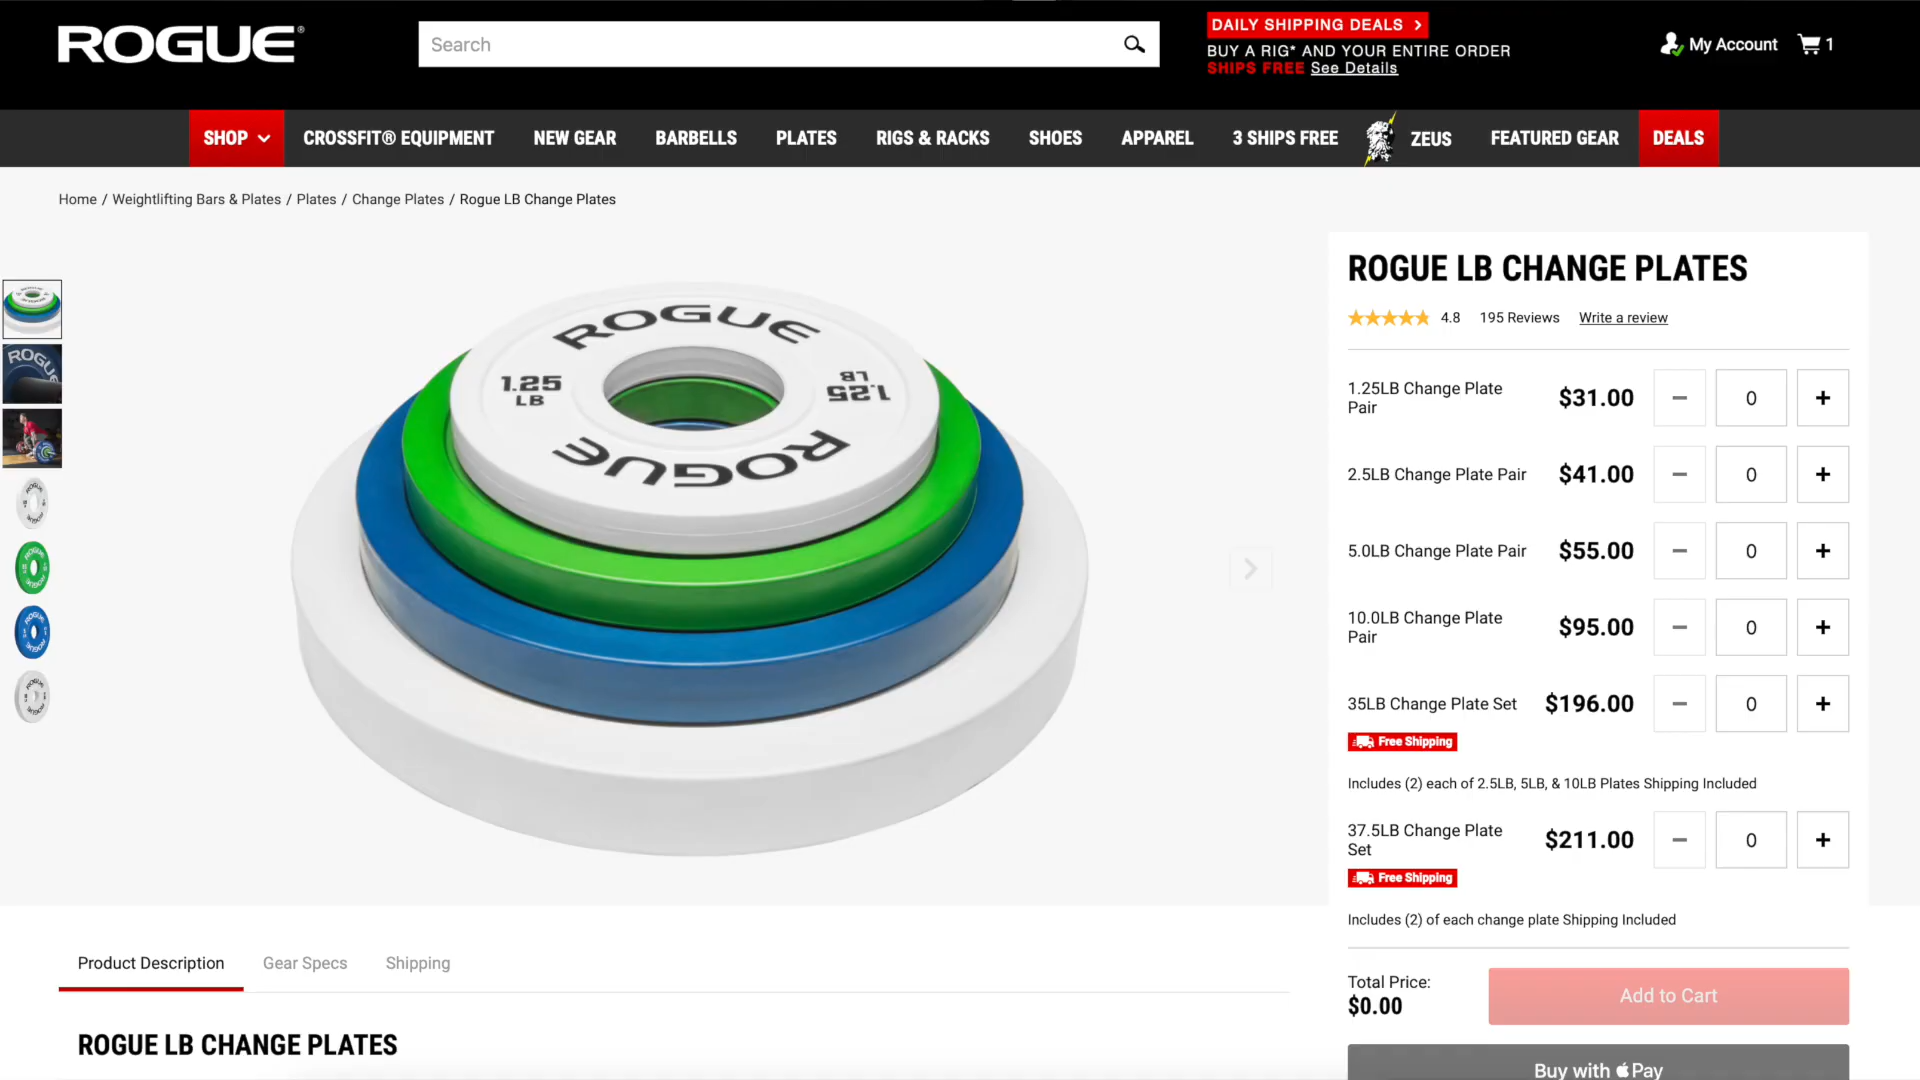 ROGUE®
Search
DAILY SHIPPING DEALS >
BUY A RIG* AND YOUR ENTIRE ORDER
SHIPS FREE See Details
My Account
1
SHOP
CROSSFIT® EQUIPMENT
NEW GEAR
BARBELLS
PLATES
RIGS & RACKS
SHOES
APPAREL
3 SHIPS FREE
ZEUS
FEATURED GEAR
DEALS
Home / Weightlifting Bars & Plates / Plates / Change Plates / Rogue LB Change Plates
ROGUE
1.25
LB
1.25
LB
ROGUE
ROGUE LB CHANGE PLATES
4.8 195 Reviews Write a review
1.25LB Change Plate
Pair
$31.00
− 0 +
2.5LB Change Plate Pair
$41.00
− 0 +
5.0LB Change Plate Pair
$55.00
− 0 +
10.0LB Change Plate
Pair
$95.00
− 0 +
35LB Change Plate Set
$196.00
− 0 +
Free Shipping
Includes (2) each of 2.5LB, 5LB, & 10LB Plates Shipping Included
37.5LB Change Plate
Set
$211.00
− 0 +
Free Shipping
Includes (2) of each change plate Shipping Included
Total Price:
$0.00
Add to Cart
Buy with Pay
Product Description
Gear Specs
Shipping
ROGUE LB CHANGE PLATES